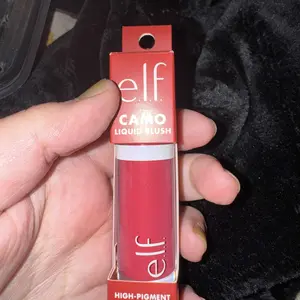 e.l.f.
CAMO
LIQUID BLUSH
e.l.f.
HIGH-PIGMENT